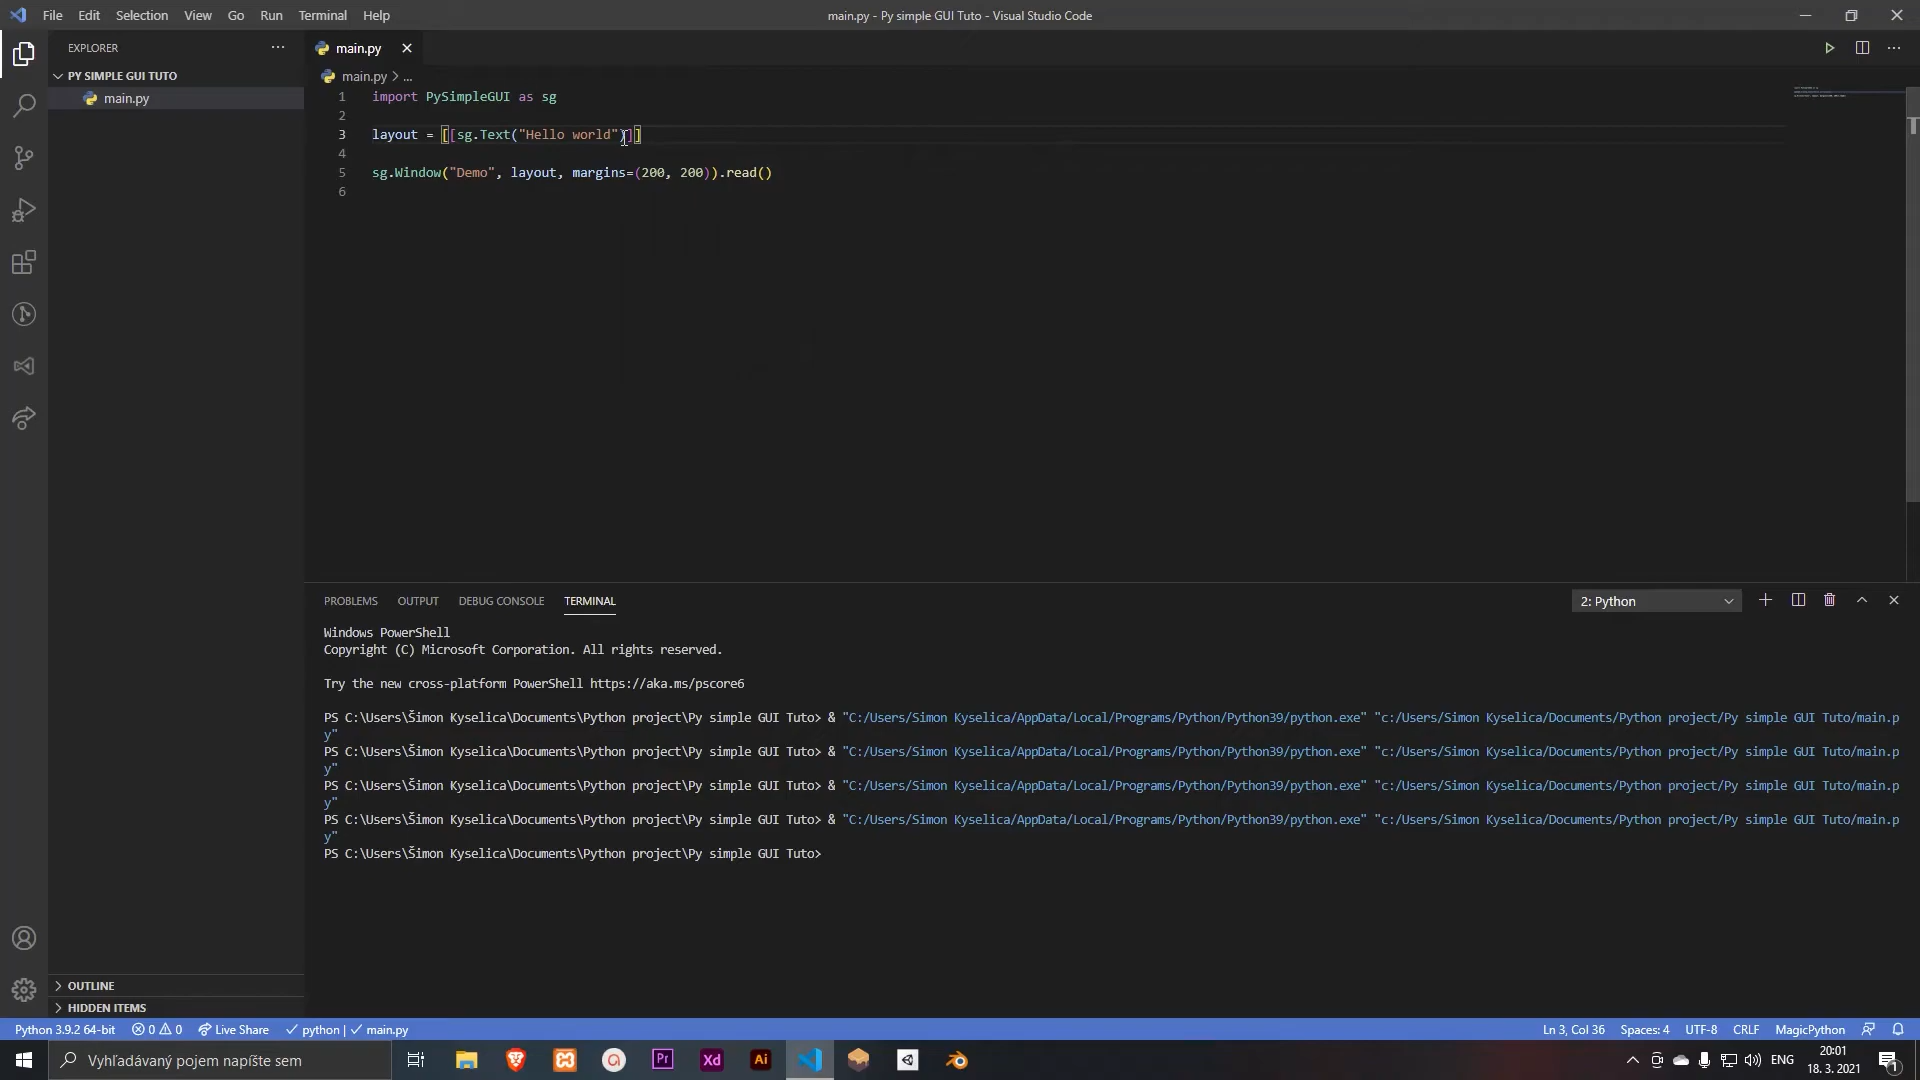 File Edit Selection View Go Run Terminal Help
main.py - Py simple GUI Tuto - Visual Studio Code
EXPLORER
PY SIMPLE GUI TUTO
main.py
main.py
main.py > ...
1 import PySimpleGUI as sg
2
3 layout = [[sg.Text("Hello world")]]
4
5 sg.Window("Demo", layout, margins=(200, 200)).read()
6
PROBLEMS OUTPUT DEBUG CONSOLE TERMINAL
2: Python
Windows PowerShell
Copyright (C) Microsoft Corporation. All rights reserved.
Try the new cross-platform PowerShell https://aka.ms/pscore6
PS C:\Users\Šimon Kyselica\Documents\Python project\Py simple GUI Tuto> & "C:/Users/Simon Kyselica/AppData/Local/Programs/Python/Python39/python.exe" "c:/Users/Simon Kyselica/Documents/Python project/Py simple GUI Tuto/main.p
y"
PS C:\Users\Šimon Kyselica\Documents\Python project\Py simple GUI Tuto> & "C:/Users/Simon Kyselica/AppData/Local/Programs/Python/Python39/python.exe" "c:/Users/Simon Kyselica/Documents/Python project/Py simple GUI Tuto/main.p
y"
PS C:\Users\Šimon Kyselica\Documents\Python project\Py simple GUI Tuto> & "C:/Users/Simon Kyselica/AppData/Local/Programs/Python/Python39/python.exe" "c:/Users/Simon Kyselica/Documents/Python project/Py simple GUI Tuto/main.p
y"
PS C:\Users\Šimon Kyselica\Documents\Python project\Py simple GUI Tuto> & "C:/Users/Simon Kyselica/AppData/Local/Programs/Python/Python39/python.exe" "c:/Users/Simon Kyselica/Documents/Python project/Py simple GUI Tuto/main.p
y"
PS C:\Users\Šimon Kyselica\Documents\Python project\Py simple GUI Tuto>
OUTLINE
HIDDEN ITEMS
Python 3.9.2 64-bit 0 0 Live Share python | main.py
Ln 3, Col 36 Spaces: 4 UTF-8 CRLF MagicPython
Vyhľadávaný pojem napíšte sem
Pr Xd Ai
ENG
20:01
18. 3. 2021
1